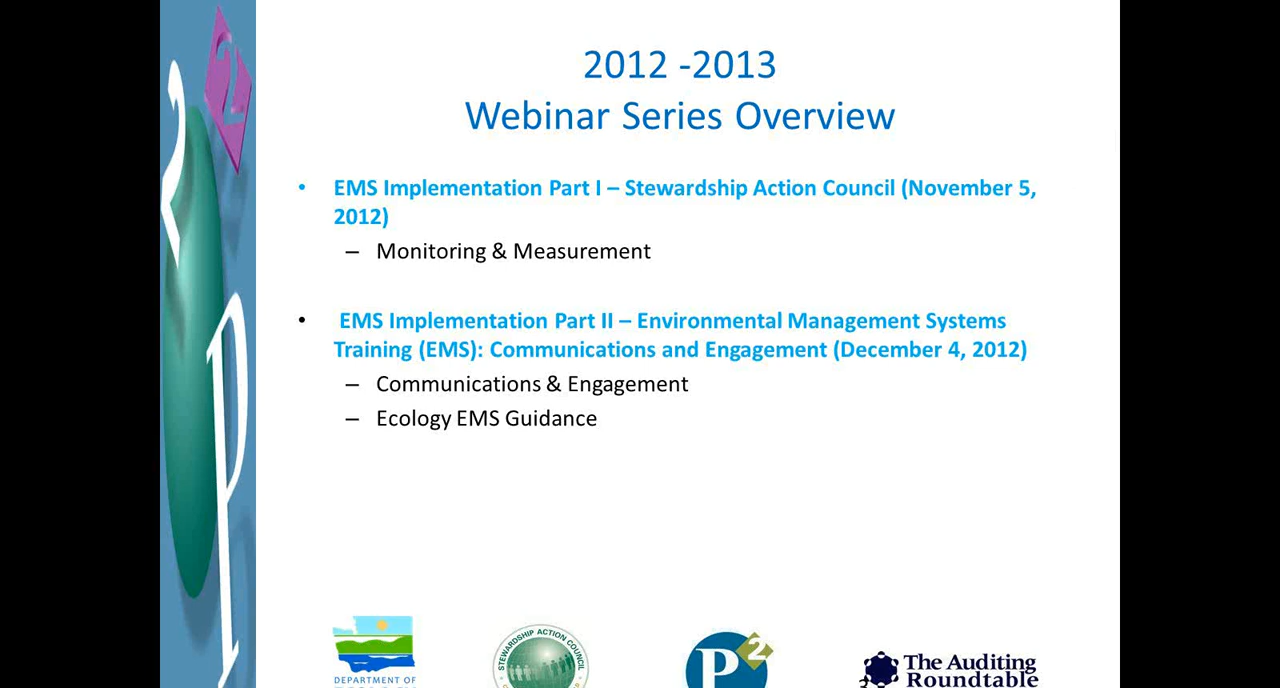 2012 -2013
Webinar Series Overview
• EMS Implementation Part I – Stewardship Action Council (November 5,
2012)
– Monitoring & Measurement
• EMS Implementation Part II – Environmental Management Systems
Training (EMS): Communications and Engagement (December 4, 2012)
– Communications & Engagement
– Ecology EMS Guidance
2
P
2
DEPARTMENT OF
STEWARDSHIP ACTION COUNCIL
P2
The Auditing
Roundtable